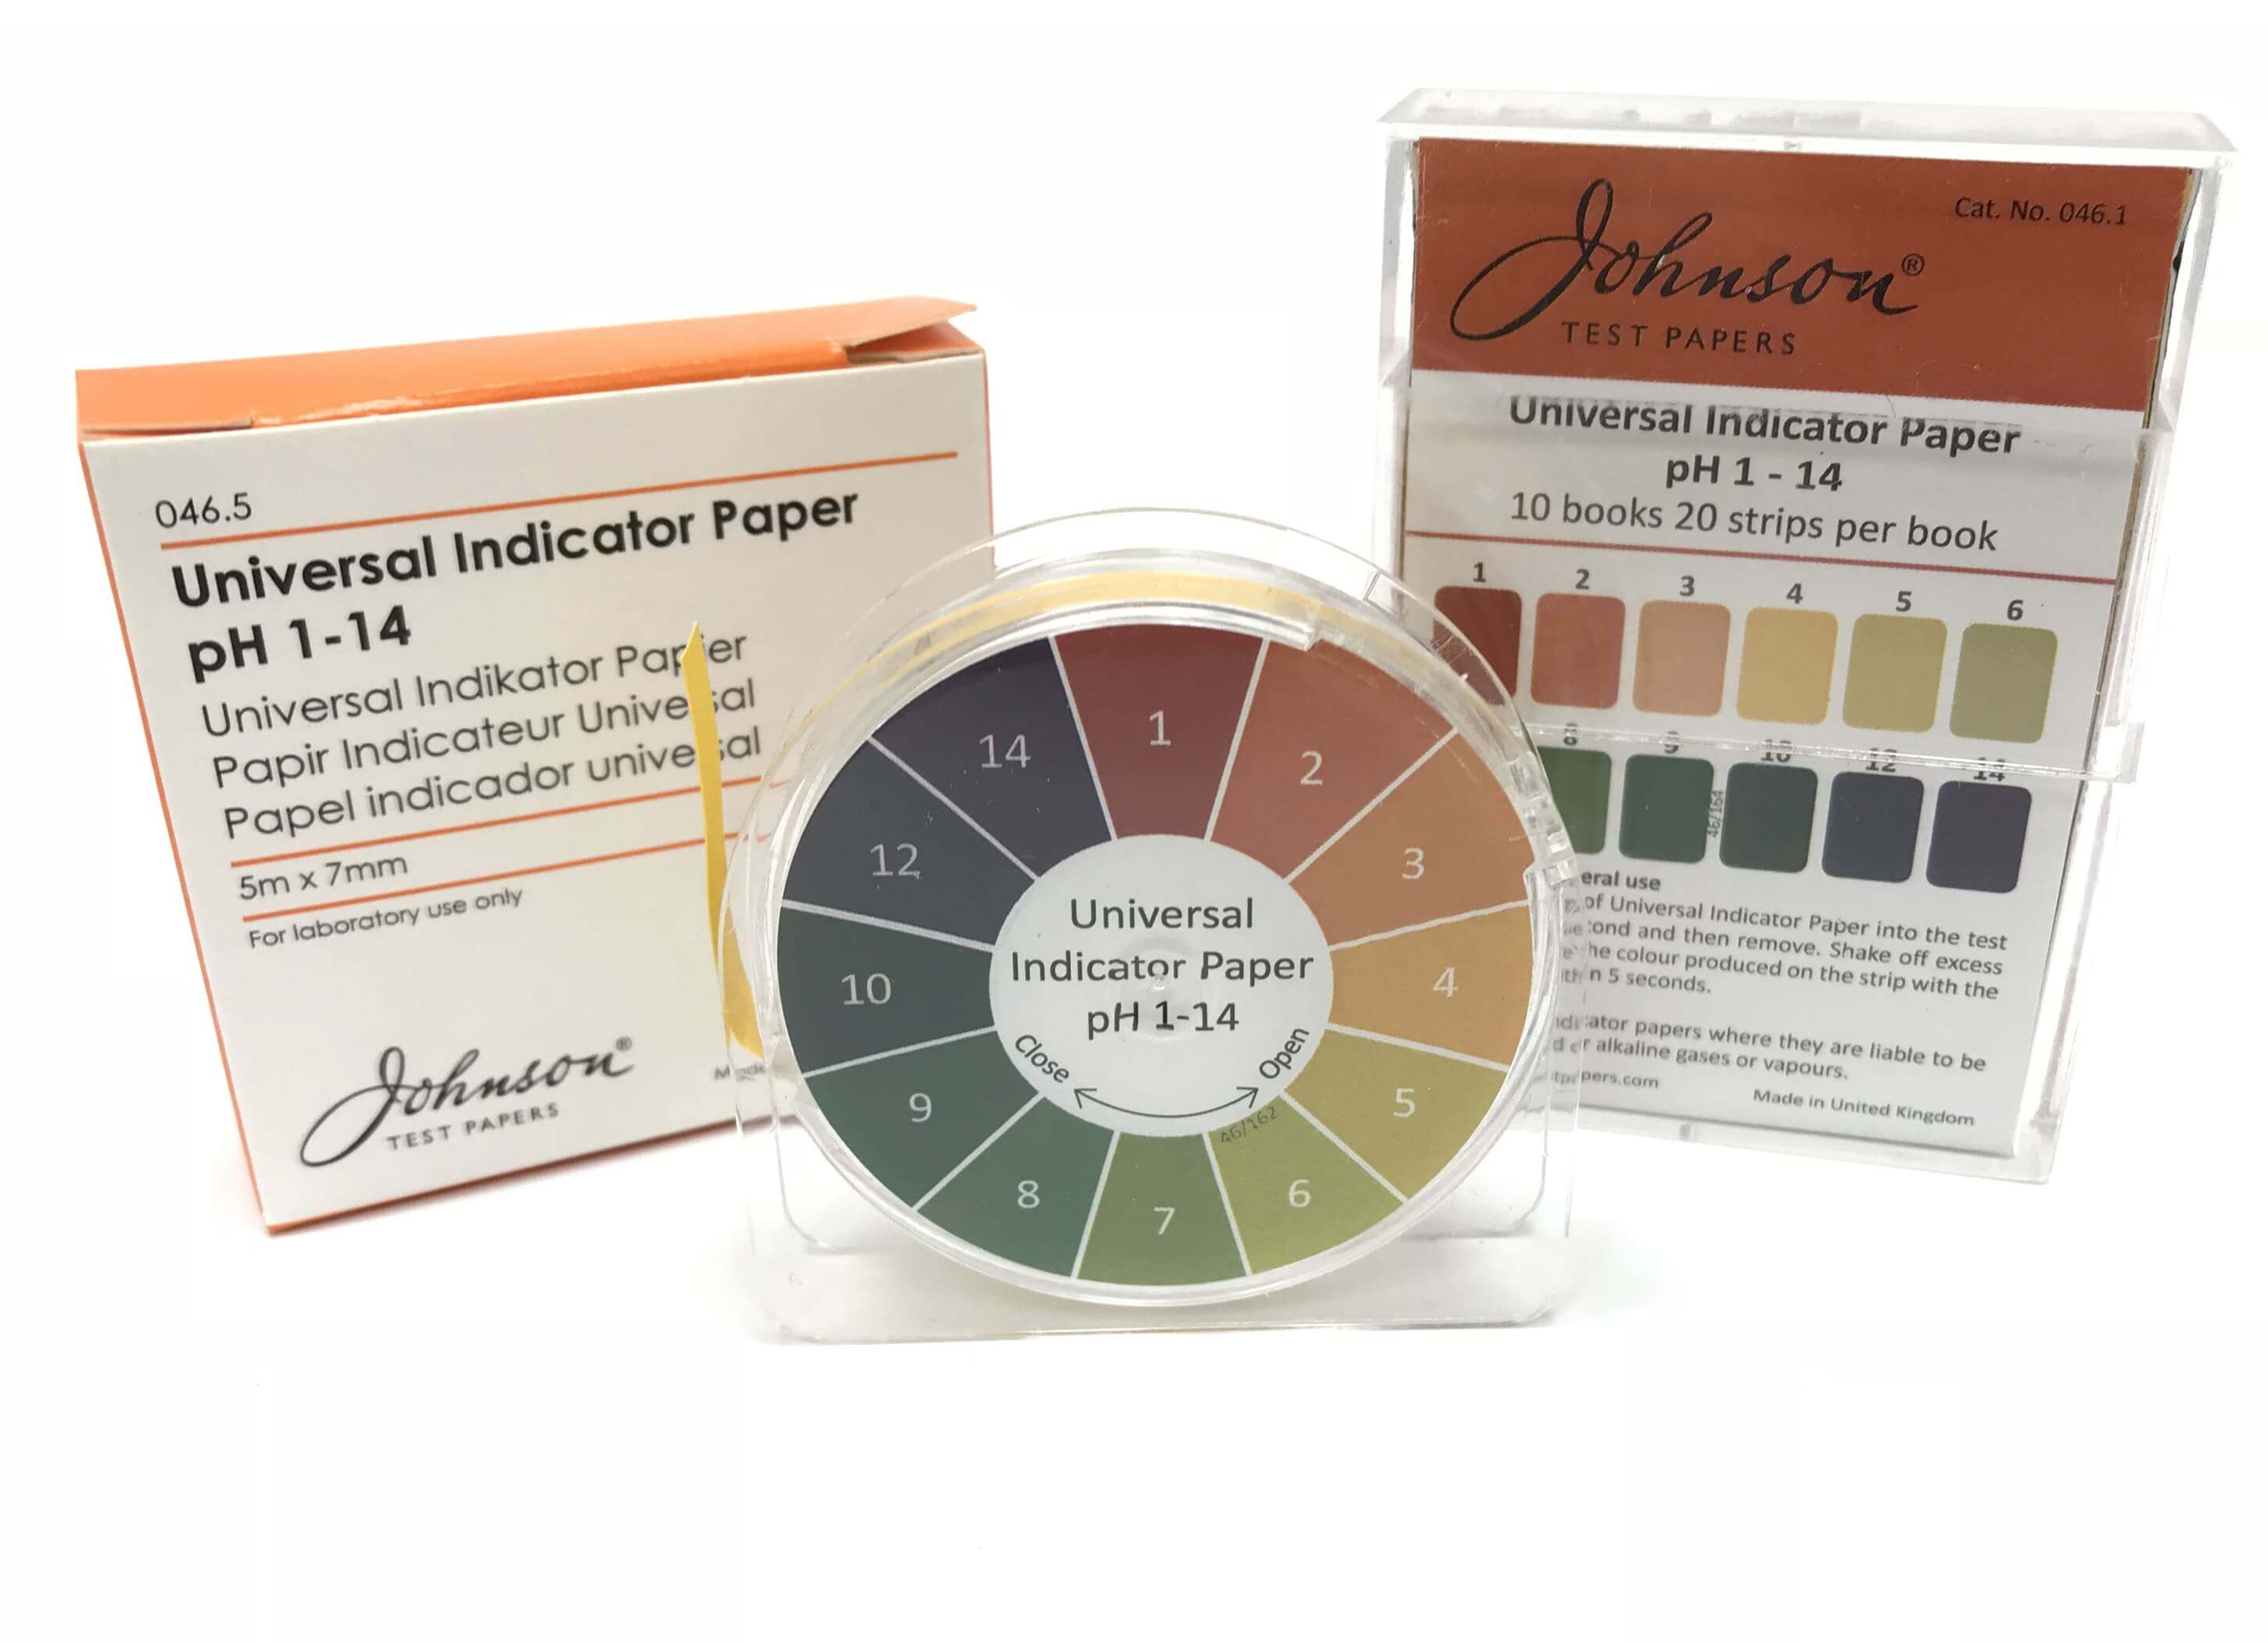 046.5
Universal Indicator Paper
pH 1-14
Universal Indikator Papier
Papir Indicateur Universal
Papel indicador universal
5m x 7mm
For laboratory use only
Johnson®
TEST PAPERS
1
2
3
4
5
6
7
8
9
10
12
14
Universal
Indicator Paper
pH 1-14
Close
Open
46/162
Cat. No. 046.1
Johnson®
TEST PAPERS
Universal Indicator Paper
pH 1 - 14
10 books 20 strips per book
1 2 3 4 5 6
8 9 10 12 14
46/164
use
of Universal Indicator Paper into the test
and then remove. Shake off excess
colour produced on the strip with the
5 seconds.
papers where they are liable to be
alkaline gases or vapours.
Made in United Kingdom